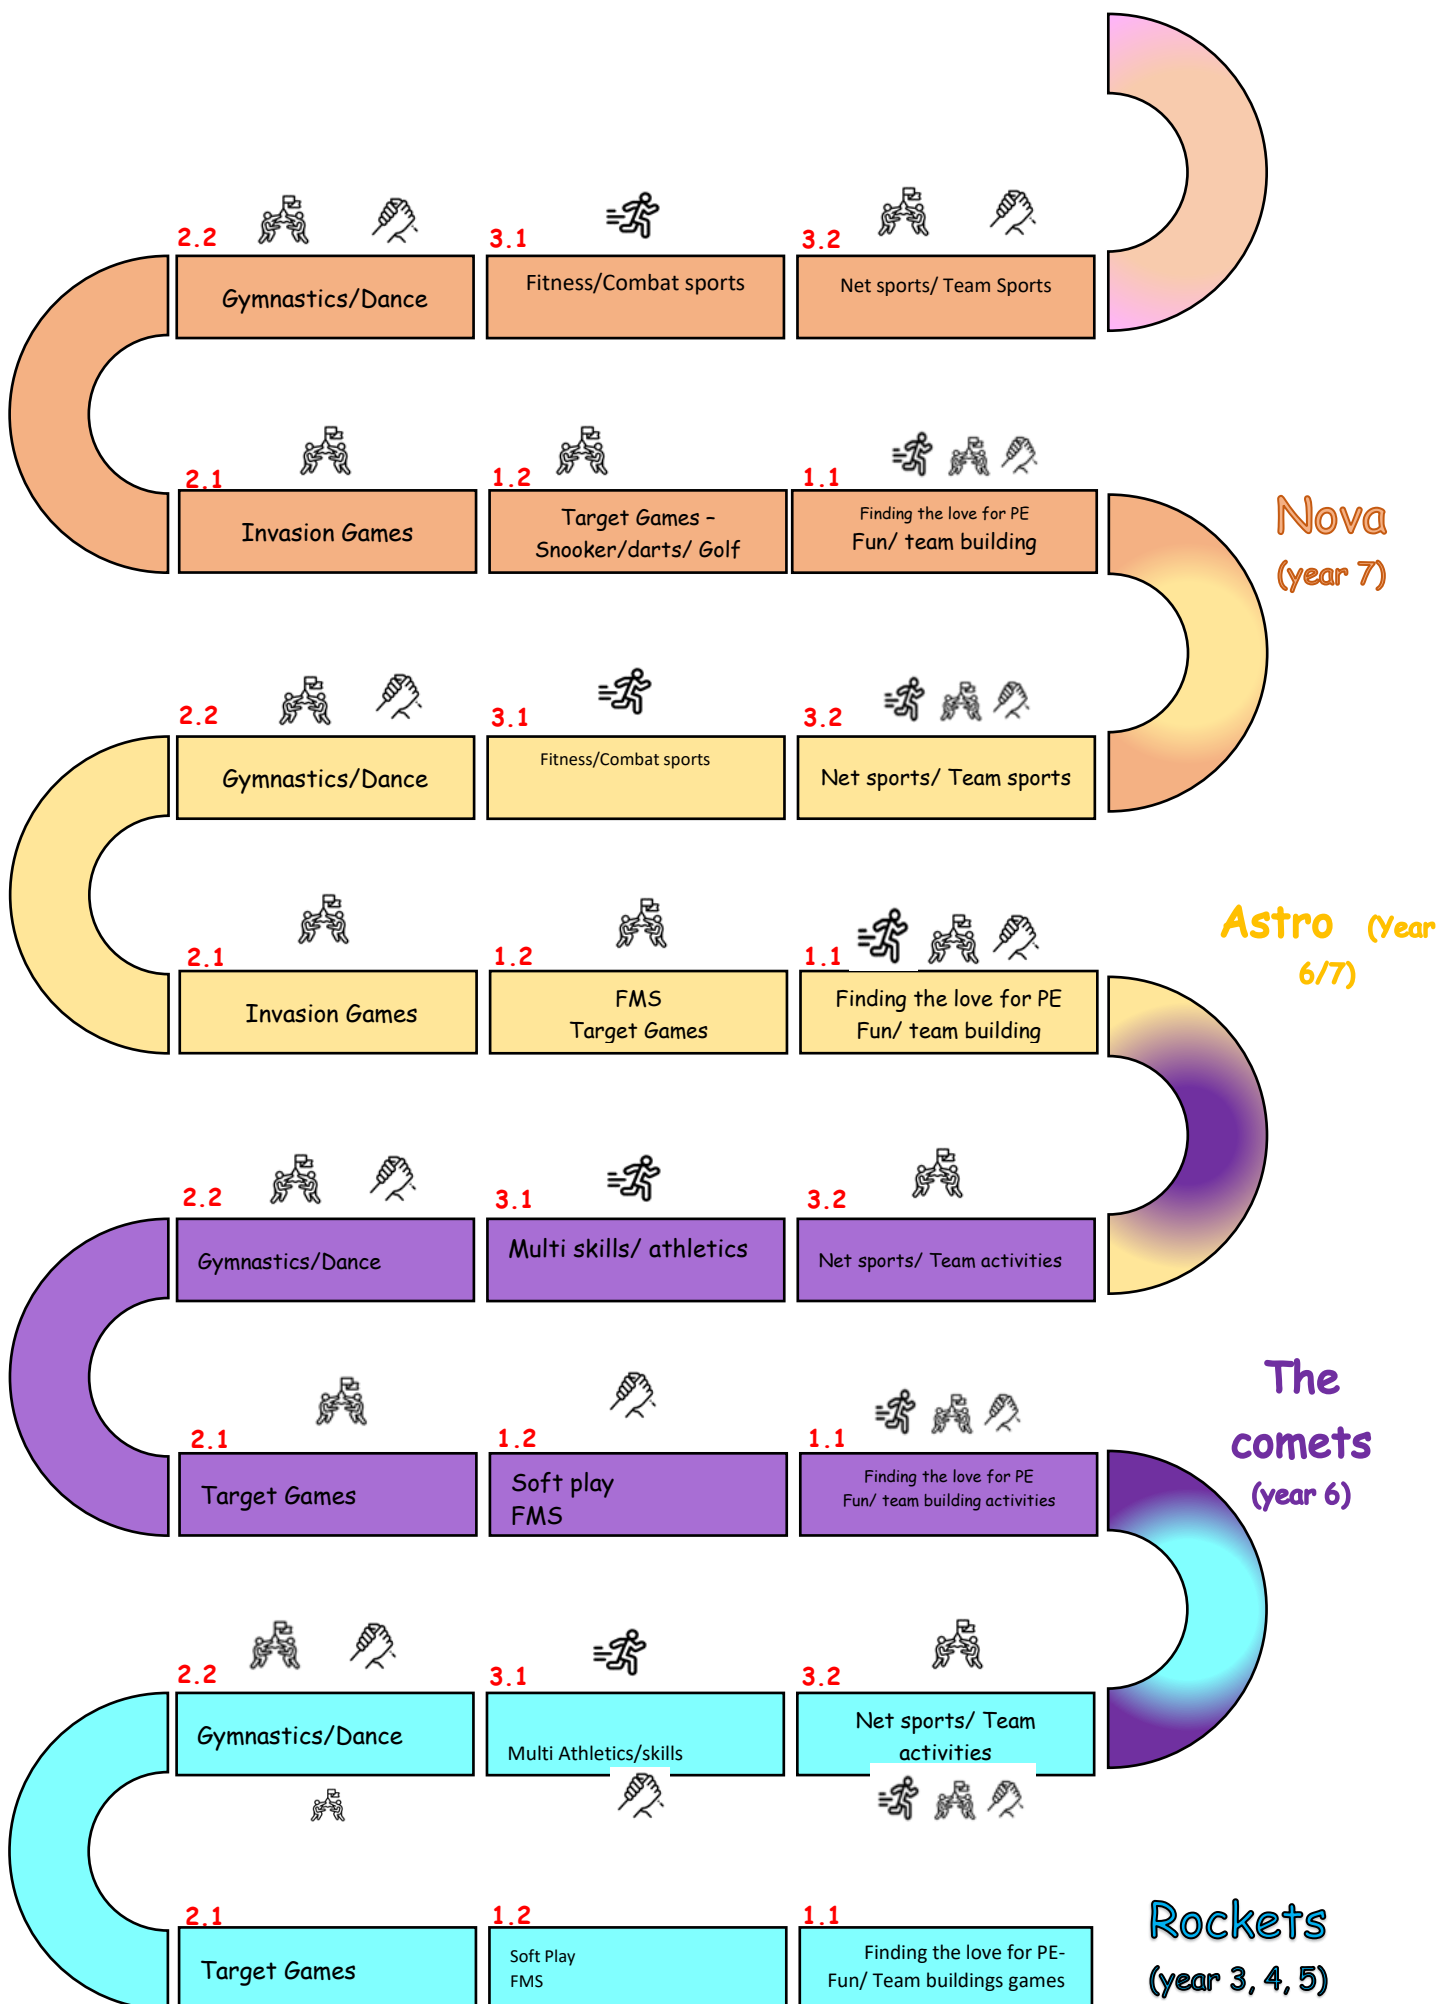 2.2
3.1
3.2
Gymnastics/Dance
Fitness/Combat sports
Net sports/ Team Sports
2.1
1.2
1.1
Invasion Games
Target Games –
Snooker/darts/ Golf
Finding the love for PE
Fun/ team building
Nova
(year 7)
2.2
3.1
3.2
Gymnastics/Dance
Fitness/Combat sports
Net sports/ Team sports
2.1
1.2
1.1
Invasion Games
FMS
Target Games
Finding the love for PE
Fun/ team building
Astro (Year
6/7)
2.2
3.1
3.2
Gymnastics/Dance
Multi skills/ athletics
Net sports/ Team activities
2.1
1.2
1.1
Target Games
Soft play
FMS
Finding the love for PE
Fun/ team building activities
The
comets
(year 6)
2.2
3.1
3.2
Gymnastics/Dance
Multi Athletics/skills
Net sports/ Team
activities
2.1
1.2
1.1
Target Games
Soft Play
FMS
Finding the love for PE-
Fun/ Team buildings games
Rockets
(year 3, 4, 5)